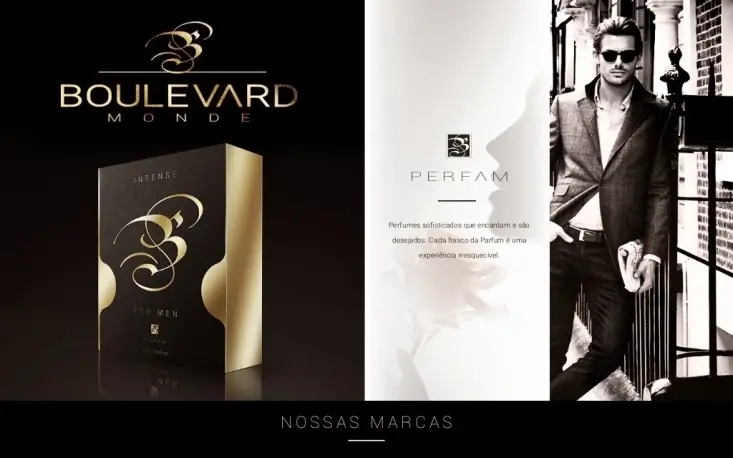 BOULEVARD
MONDE
INTENSE
FOR MEN
PERFAM
Perfumes sofisticados que encantam e são
desejados. Cada frasco da Parfum é uma
experiência inesquecível.
NOSSAS MARCAS